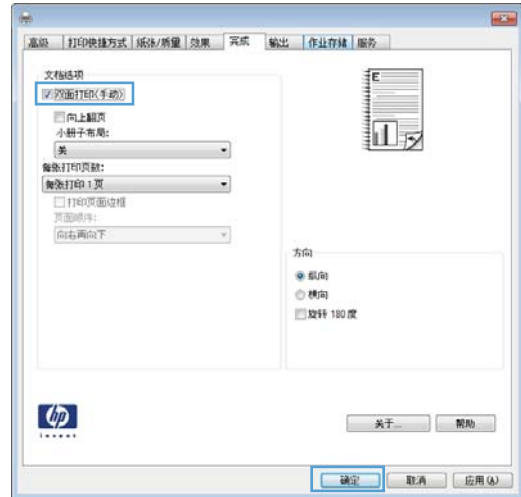 高级 打印快捷方式 纸张/质量 效果 完成 输出 作业存储 服务
文档选项
双面打印(手动)
向上翻页
小册子布局:
关
每张打印页数:
每张打印 1 页
打印页面边框
页面顺序:
向右再向下
E
方向
纵向
横向
旋转 180 度
hp
invent
关于... 帮助
确定 取消 应用(A)